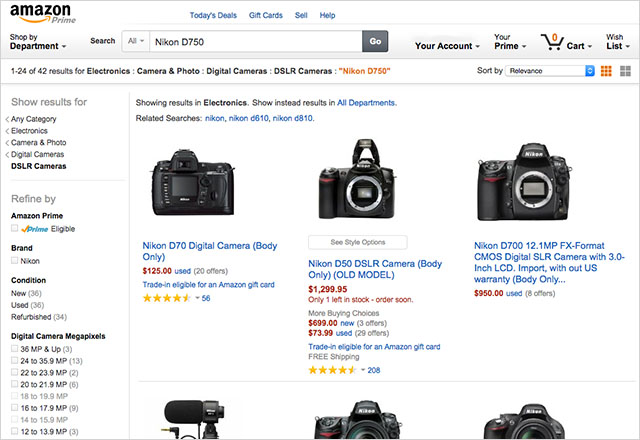 amazon
Prime
Today's Deals Gift Cards Sell Help
Shop by
Department
Search All Nikon D750 Go
Your Account
Your
Prime
0
Cart
Wish
List
1-24 of 42 results for Electronics : Camera & Photo : Digital Cameras : DSLR Cameras : "Nikon D750"
Sort by Relevance
Show results for
Any Category
Electronics
Camera & Photo
Digital Cameras
DSLR Cameras
Refine by
Amazon Prime
Prime Eligible
Brand
Nikon
Condition
New (36)
Used (36)
Refurbished (34)
Digital Camera Megapixels
36 MP & Up (3)
24 to 35.9 MP (13)
22 to 23.9 MP (2)
20 to 21.9 MP (6)
18 to 19.9 MP
16 to 17.9 MP (9)
14 to 15.9 MP
12 to 13.9 MP (3)
Showing results in Electronics. Show instead results in All Departments.
Related Searches: nikon, nikon d610, nikon d810.
Nikon D70 Digital Camera (Body
Only)
$125.00 used (20 offers)
Trade-in eligible for an Amazon gift card
56
Nikon
See Style Options
Nikon D50 DSLR Camera (Body
Only) (OLD MODEL)
$1,299.95
Only 1 left in stock - order soon.
More Buying Choices
$699.00 new (3 offers)
$73.99 used (29 offers)
Trade-in eligible for an Amazon gift card
FREE Shipping
208
Nikon
Nikon D700 12.1MP FX-Format
CMOS Digital SLR Camera with 3.0-
Inch LCD. Import, with out US
warranty (Body Only...
$950.00 used (8 offers)
Nikon
Nikon
Nikon